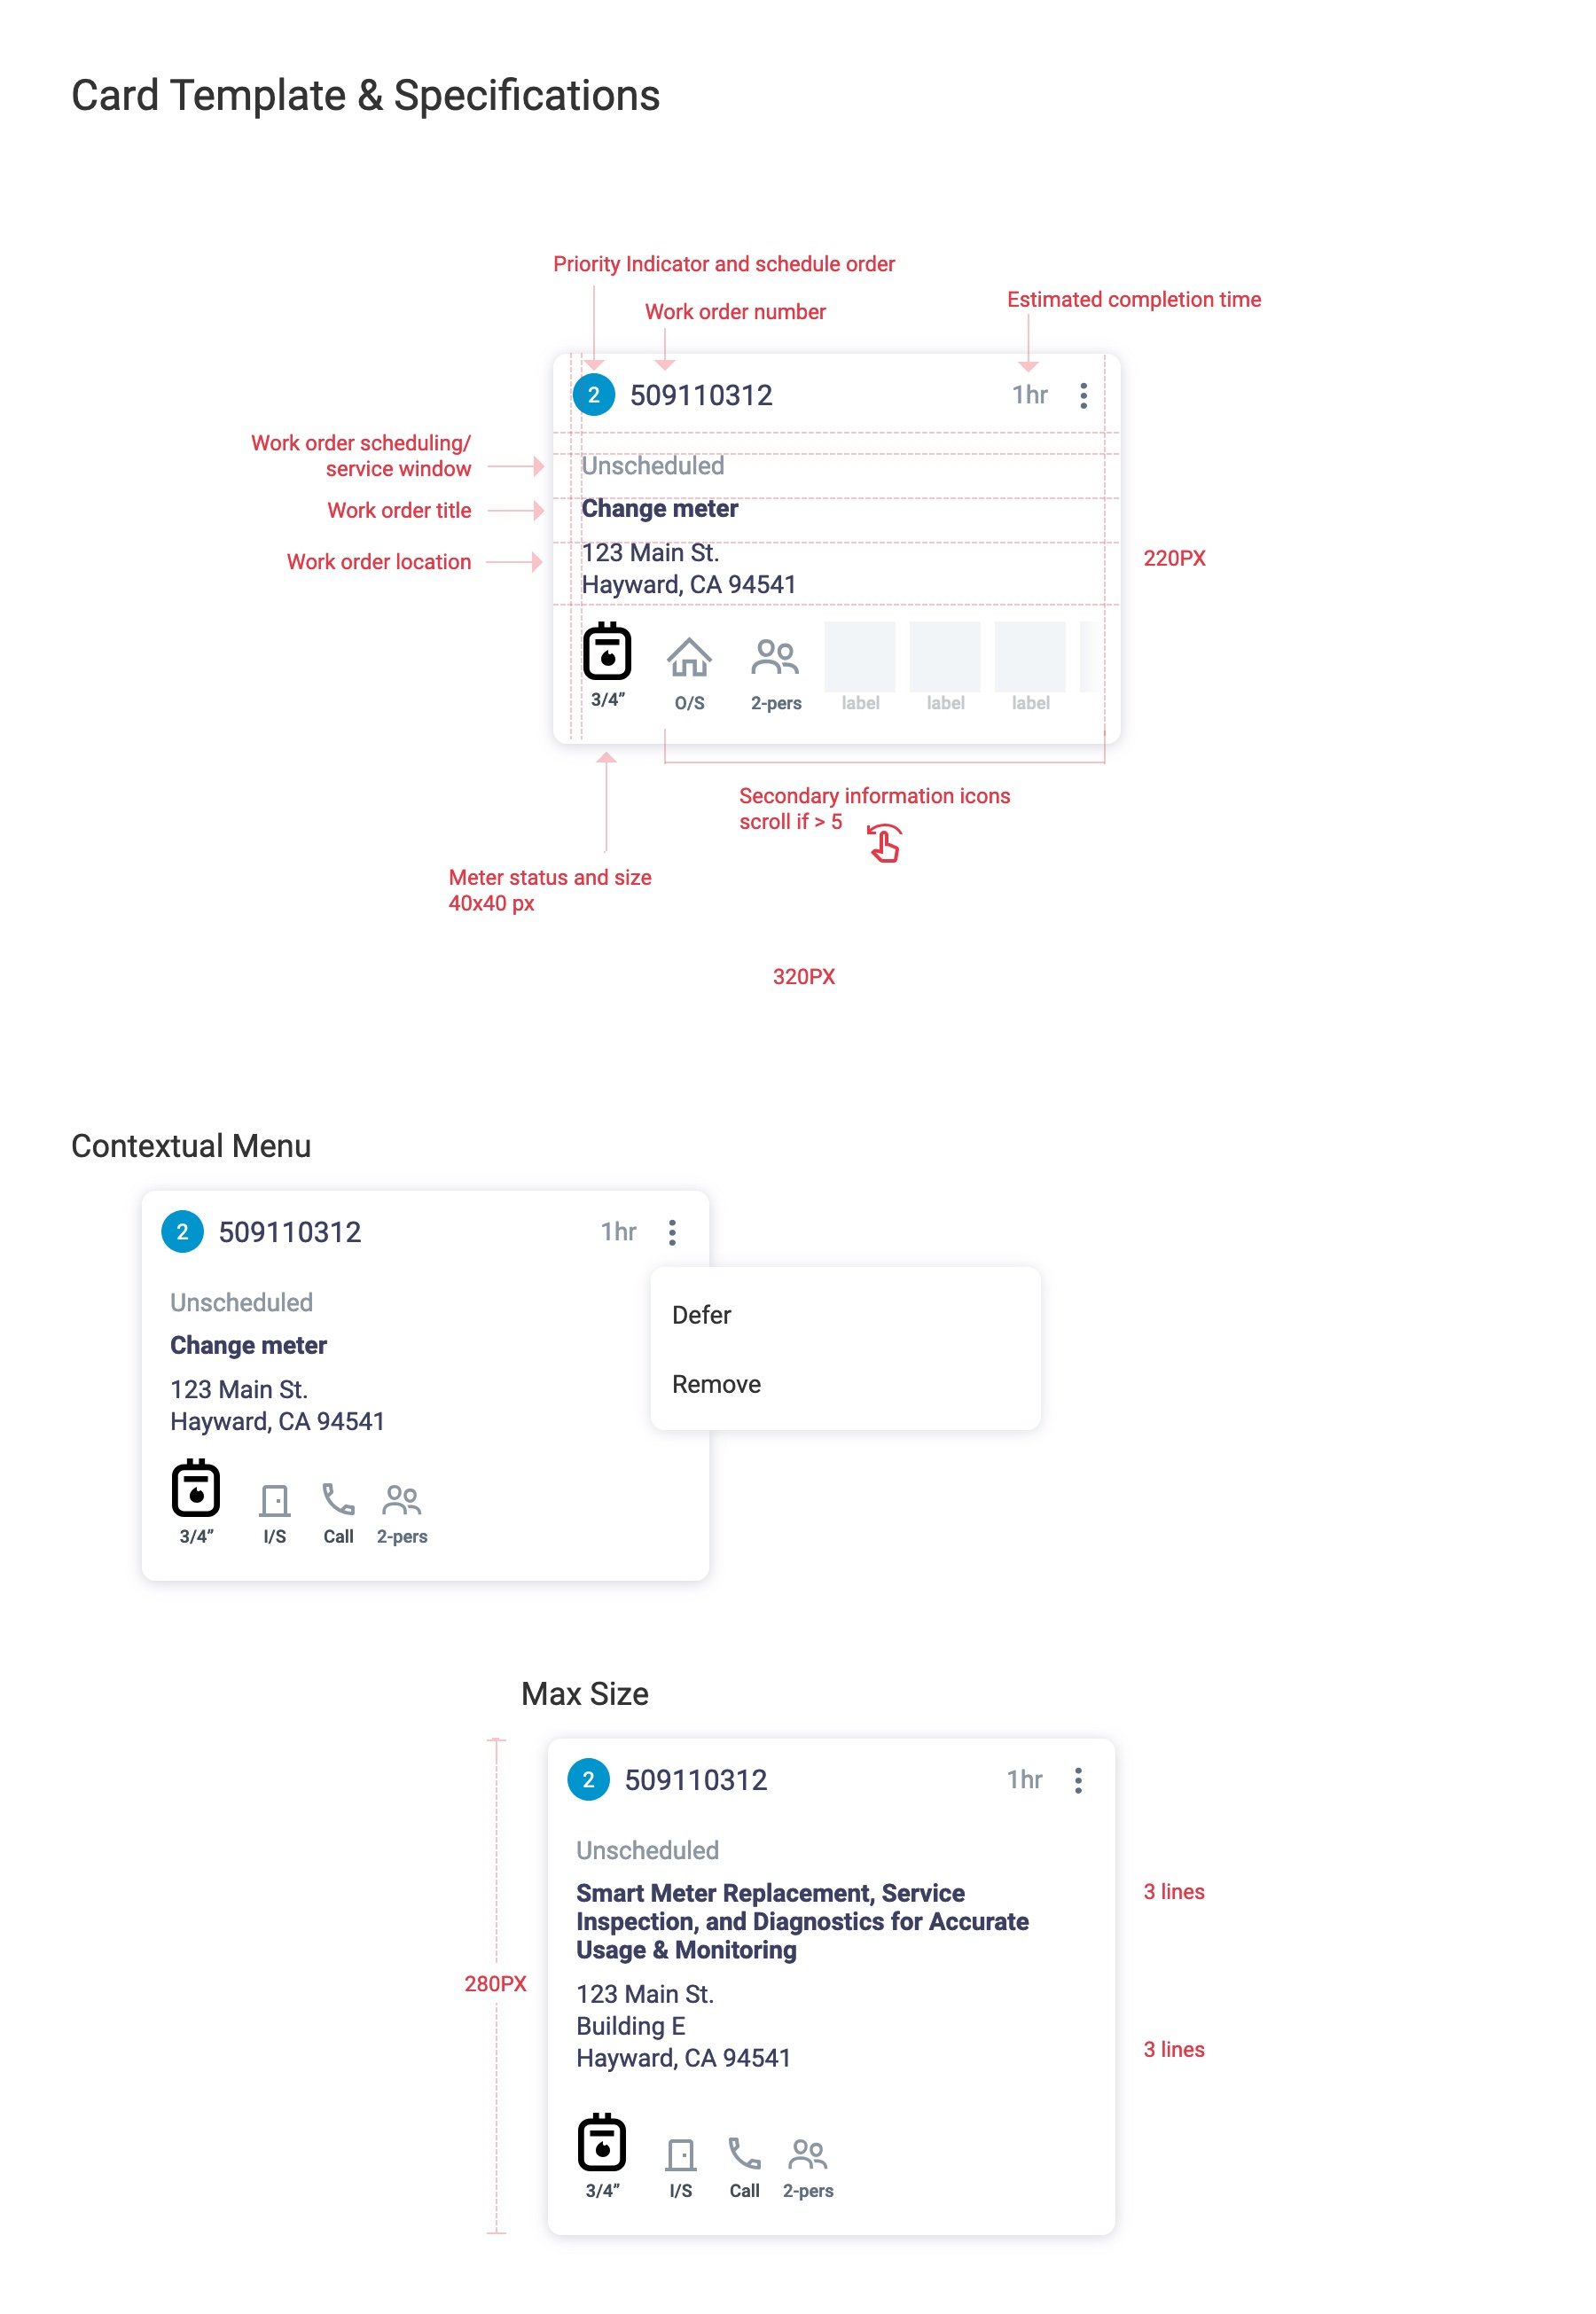 Card Template & Specifications
Priority Indicator and schedule order
Work order number
Estimated completion time
2
509110312
1hr
Work order scheduling/
service window
Unscheduled
Work order title
Change meter
Work order location
123 Main St.
Hayward, CA 94541
220PX
3/4”
O/S
2-pers
label
label
label
Secondary information icons
scroll if > 5
Meter status and size
40x40 px
320PX
Contextual Menu
2
509110312
1hr
Unscheduled
Change meter
123 Main St.
Hayward, CA 94541
Defer
Remove
3/4”
I/S
Call
2-pers
Max Size
2
509110312
1hr
Unscheduled
Smart Meter Replacement, Service
Inspection, and Diagnostics for Accurate
Usage & Monitoring
3 lines
280PX
123 Main St.
Building E
Hayward, CA 94541
3 lines
3/4”
I/S
Call
2-pers